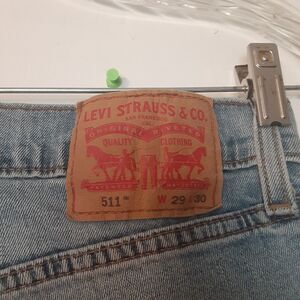 LEVI STRAUSS & CO.
SAN FRANCISCO CAL.
ORIGINAL RIVETED
QUALITY CLOTHING
511™ W 29 L 30